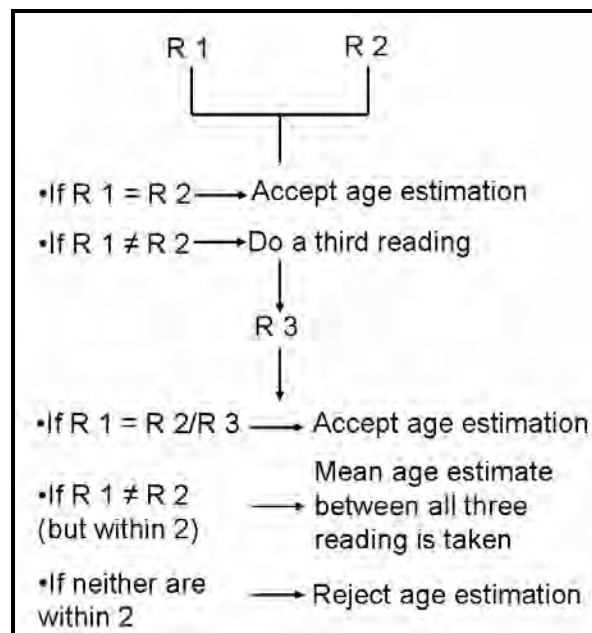 R 1 R 2
•If R 1 = R 2 Accept age estimation
•If R 1 ≠ R 2 Do a third reading
R 3
•If R 1 = R 2/R 3 Accept age estimation
•If R 1 ≠ R 2
(but within 2)
Mean age estimate
between all three
reading is taken
•If neither are
within 2
Reject age estimation